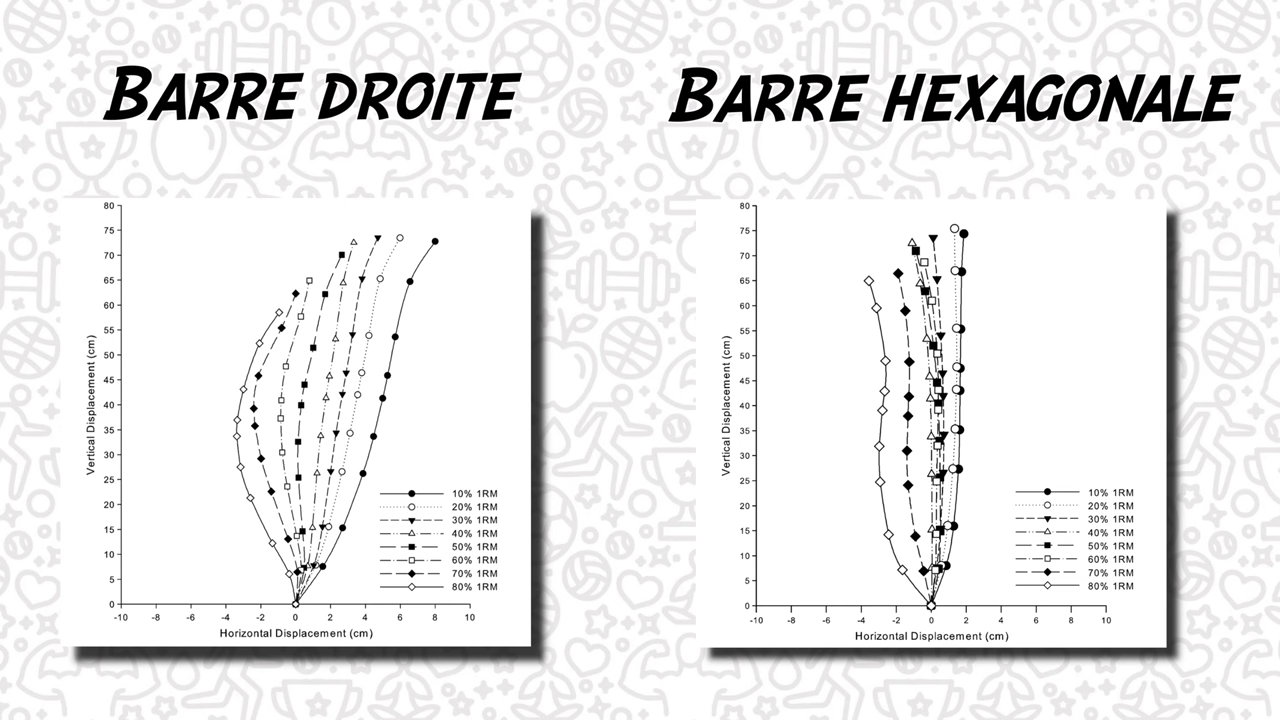 BARRE DROITE
BARRE HEXAGONALE
80
75
70
65
60
55
50
45
40
35
30
25
20
15
10
5
0
Vertical Displacement (cm)
-10 -8 -6 -4 -2 0 2 4 6 8 10
Horizontal Displacement (cm)
10% 1RM
20% 1RM
30% 1RM
40% 1RM
50% 1RM
60% 1RM
70% 1RM
80% 1RM
80
75
70
65
60
55
50
45
40
35
30
25
20
15
10
5
0
Vertical Displacement (cm)
-10 -8 -6 -4 -2 0 2 4 6 8 10
Horizontal Displacement (cm)
10% 1RM
20% 1RM
30% 1RM
40% 1RM
50% 1RM
60% 1RM
70% 1RM
80% 1RM